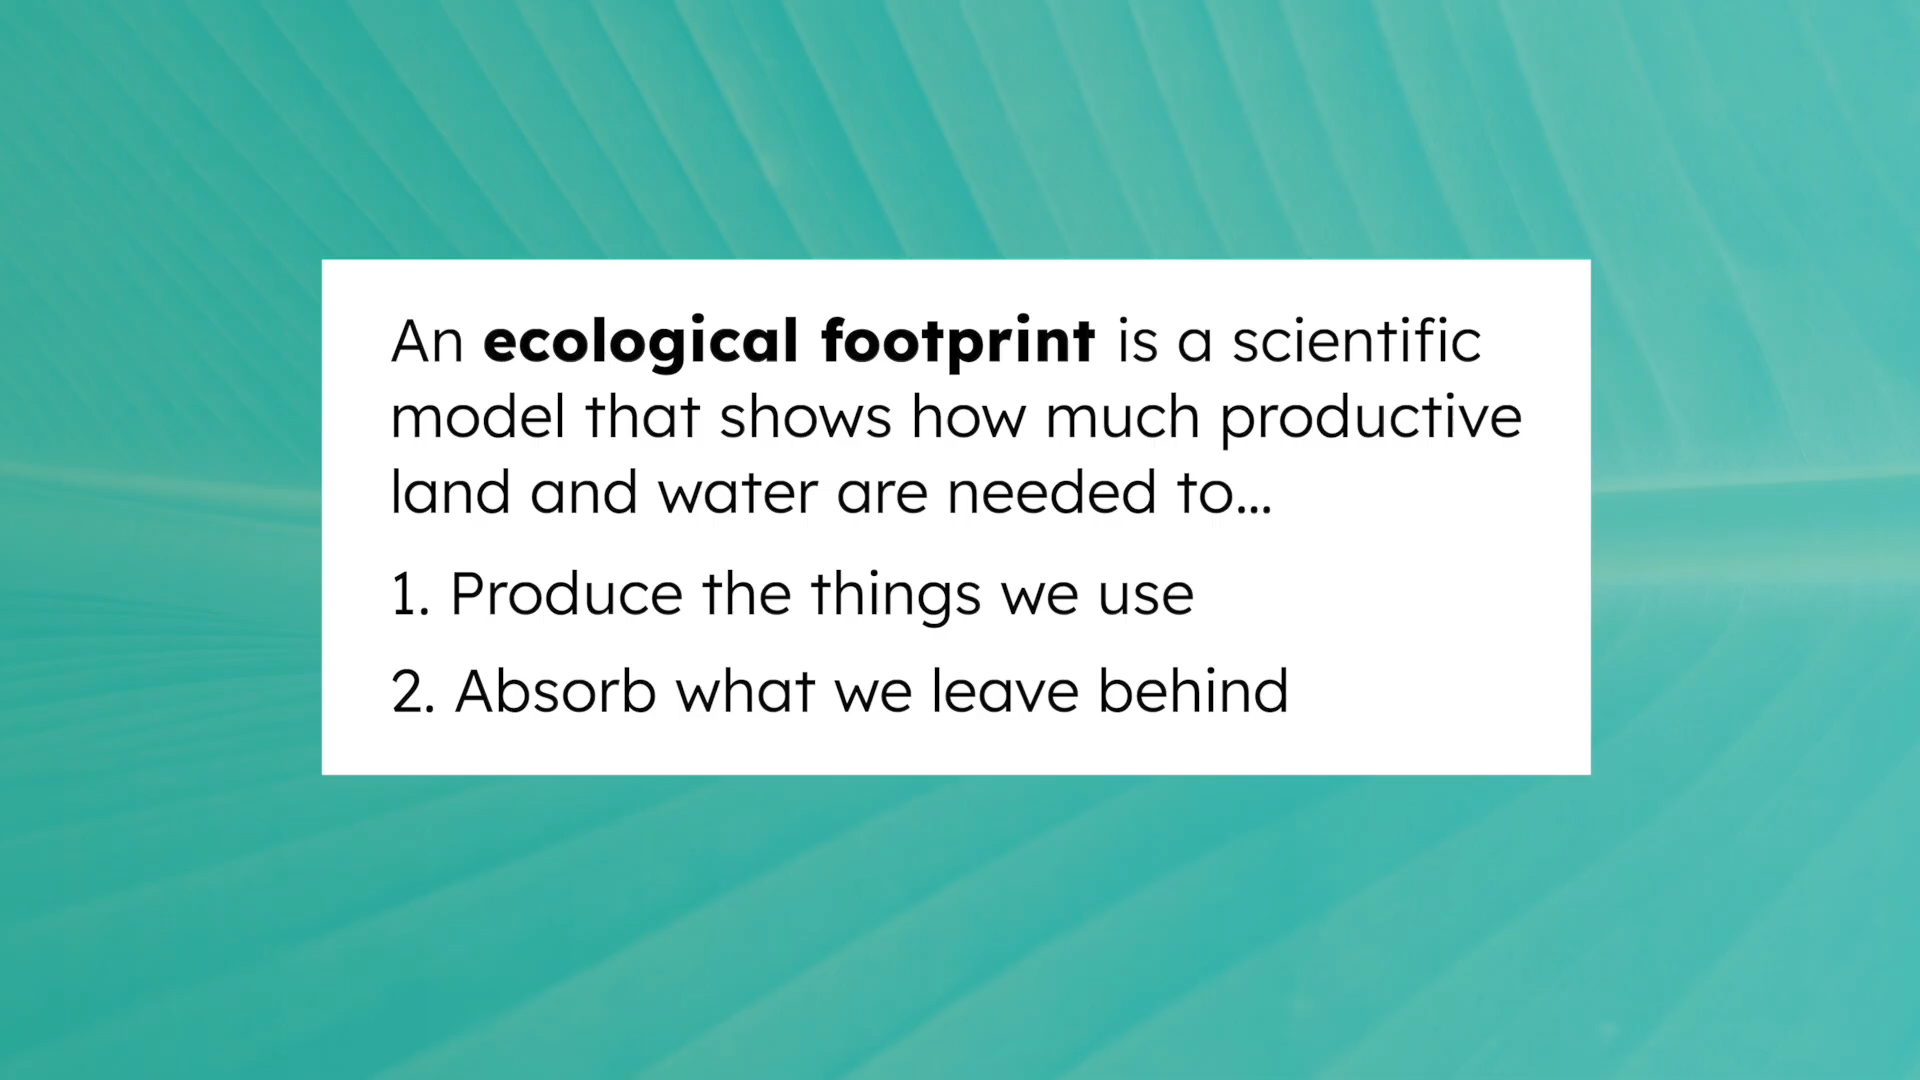 An ecological footprint is a scientific
model that shows how much productive
land and water are needed to...
1. Produce the things we use
2. Absorb what we leave behind